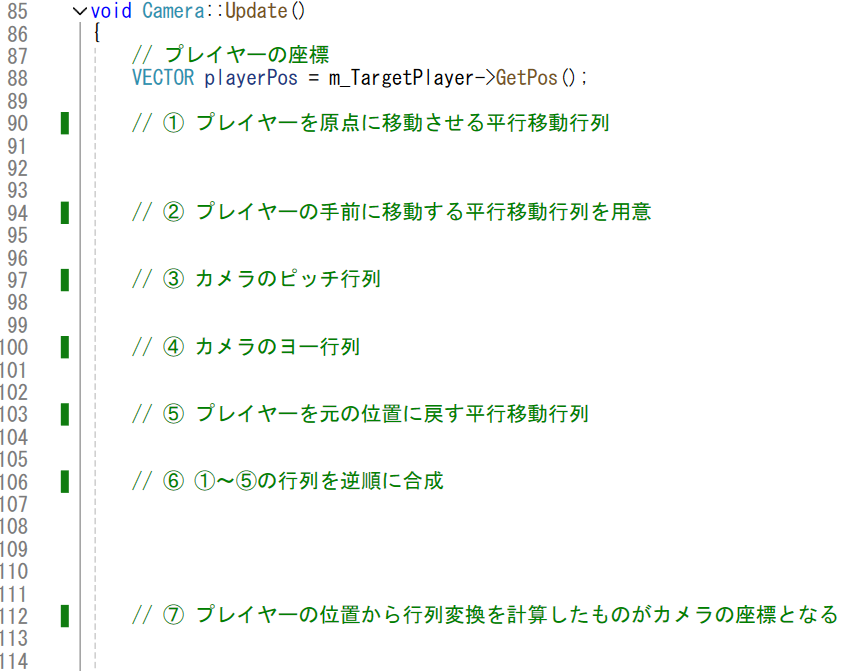 85 void Camera::Update()
86 {
87 // プレイヤーの座標
88 VECTOR playerPos = m_TargetPlayer->GetPos();
89
90 // ① プレイヤーを原点に移動させる平行移動行列
91
92
93
94 // ② プレイヤーの手前に移動する平行移動行列を用意
95
96
97 // ③ カメラのピッチ行列
98
99
100 // ④ カメラのヨー行列
101
102
103 // ⑤ プレイヤーを元の位置に戻す平行移動行列
104
105
106 // ⑥ ①～⑤の行列を逆順に合成
107
108
109
110
111
112 // ⑦ プレイヤーの位置から行列変換を計算したものがカメラの座標となる
113
114